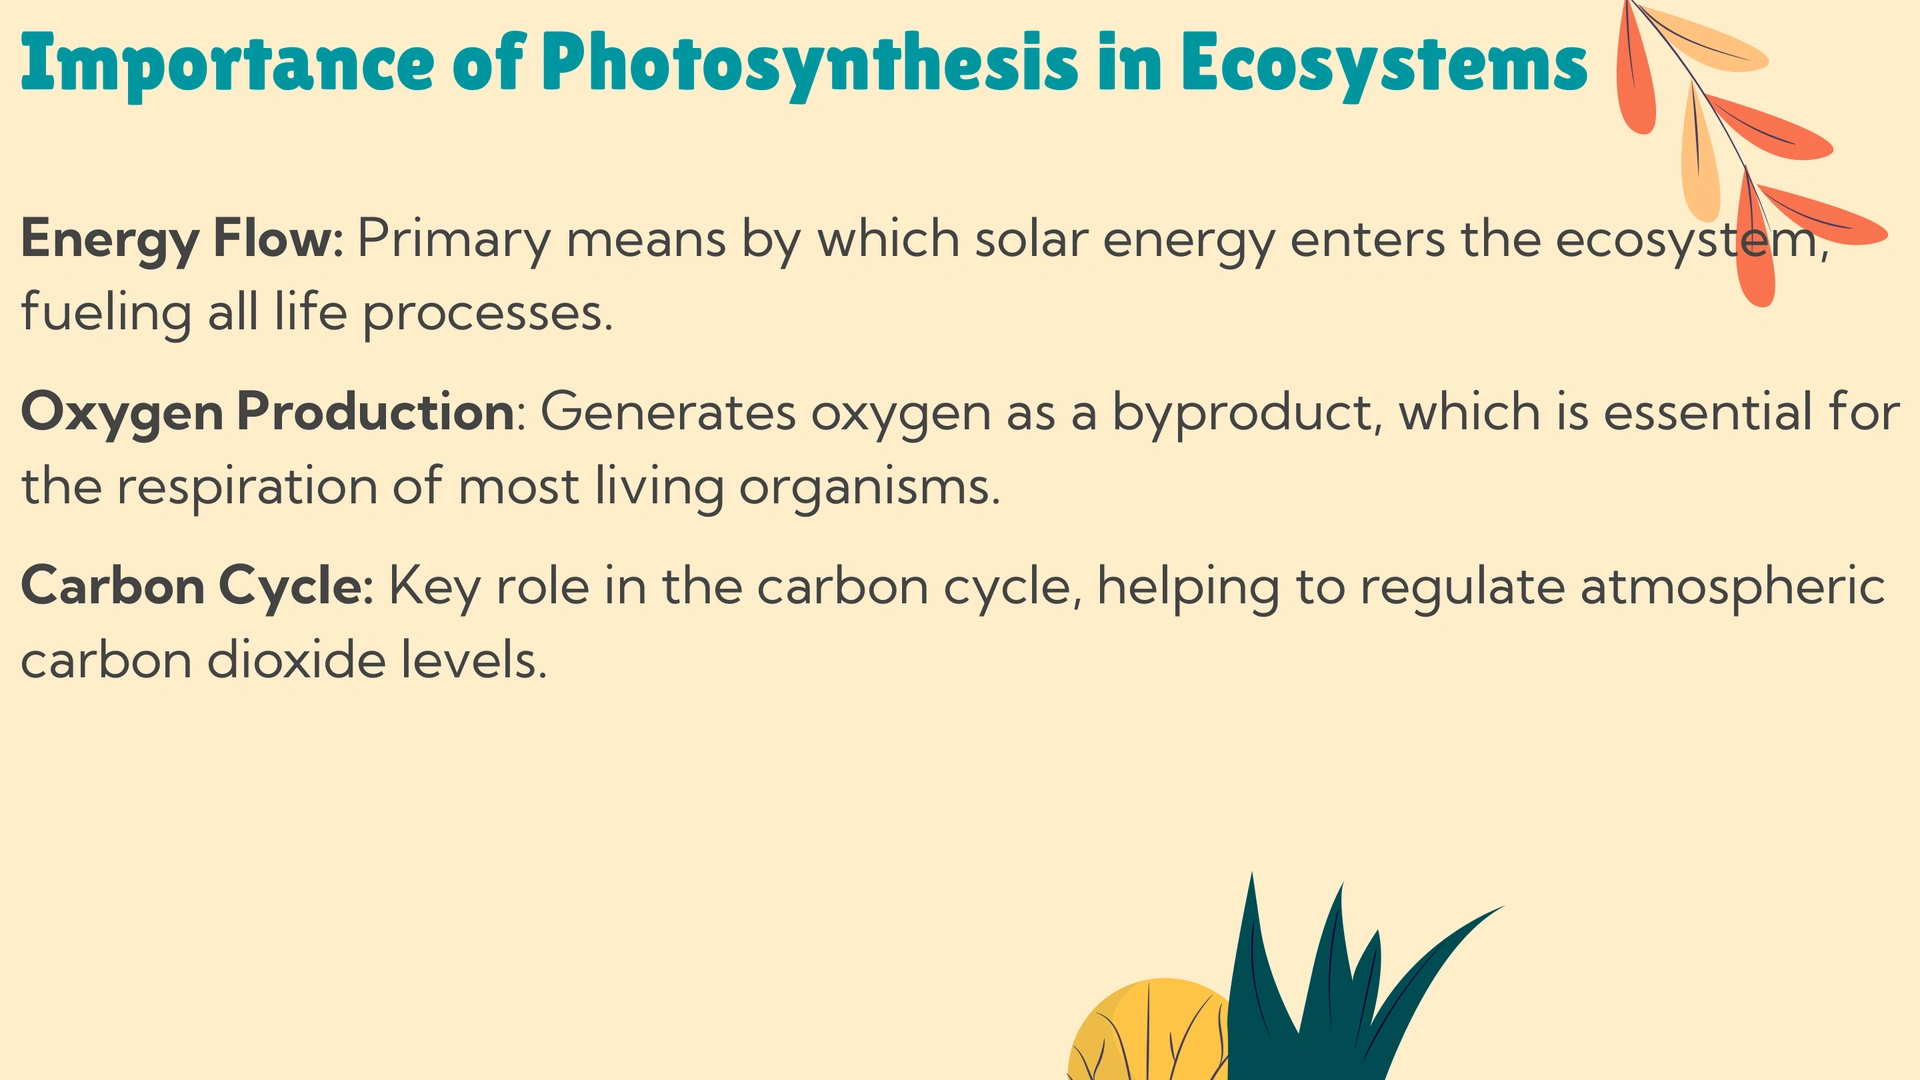 Importance of Photosynthesis in Ecosystems
Energy Flow: Primary means by which solar energy enters the ecosystem,
fueling all life processes.
Oxygen Production: Generates oxygen as a byproduct, which is essential for
the respiration of most living organisms.
Carbon Cycle: Key role in the carbon cycle, helping to regulate atmospheric
carbon dioxide levels.